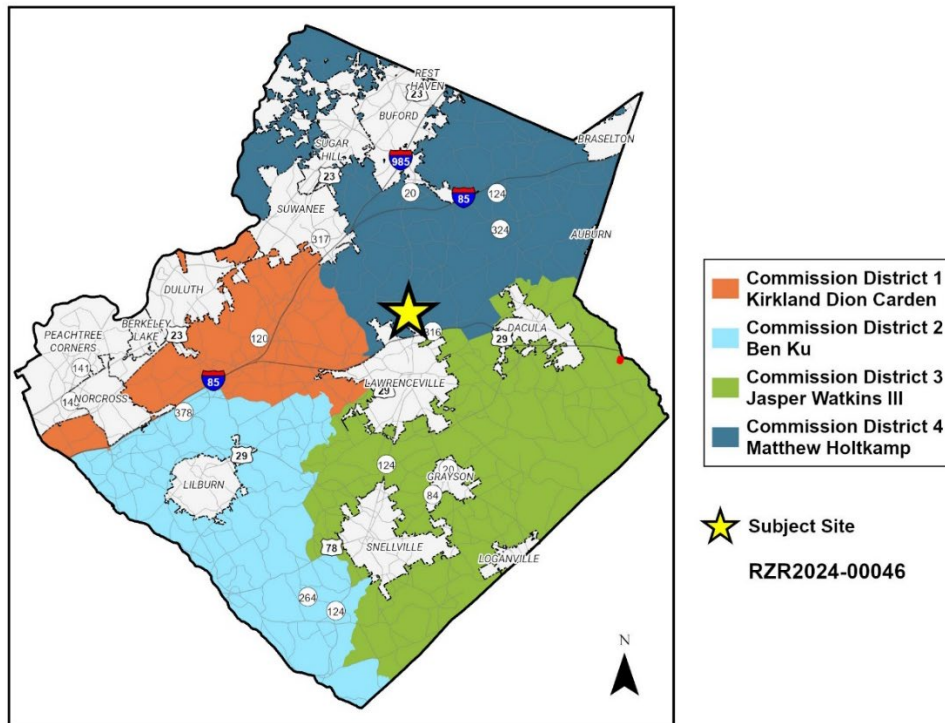 REST
HAVEN
23
BUFORD
BRASELTON
SUGAR
HILL
985
23
20
85
124
SUWANEE
324
317
AUBURN
DULUTH
BERKELEY
LAKE
PEACHTREE
CORNERS
23
120
316
DACULA
29
141
NORCROSS
85
LAWRENCEVILLE
29
378
29
LILBURN
124
20
GRAYSON
84
78
SNELLVILLE
LOGANVILLE
264
124
N
Commission District 1
Kirkland Dion Carden
Commission District 2
Ben Ku
Commission District 3
Jasper Watkins III
Commission District 4
Matthew Holtkamp
Subject Site
RZR2024-00046